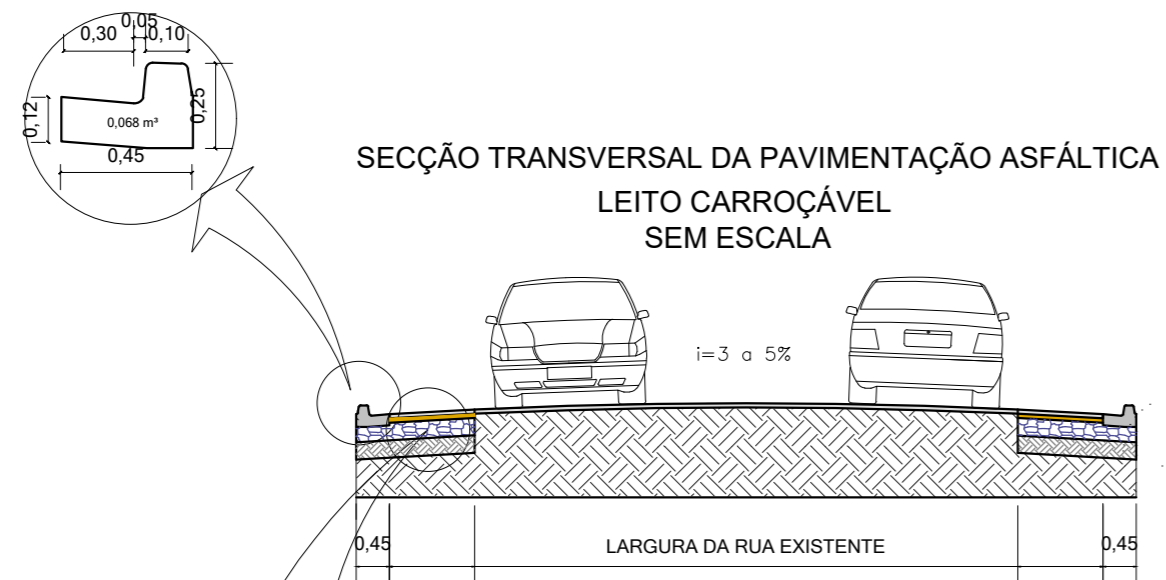 0,05
0,30 0,10
0,12
0,25
0,068 m³
0,45
SECÇÃO TRANSVERSAL DA PAVIMENTAÇÃO ASFÁLTICA
LEITO CARROÇÁVEL
SEM ESCALA
i=3 a 5%
0,45
LARGURA DA RUA EXISTENTE
0,45